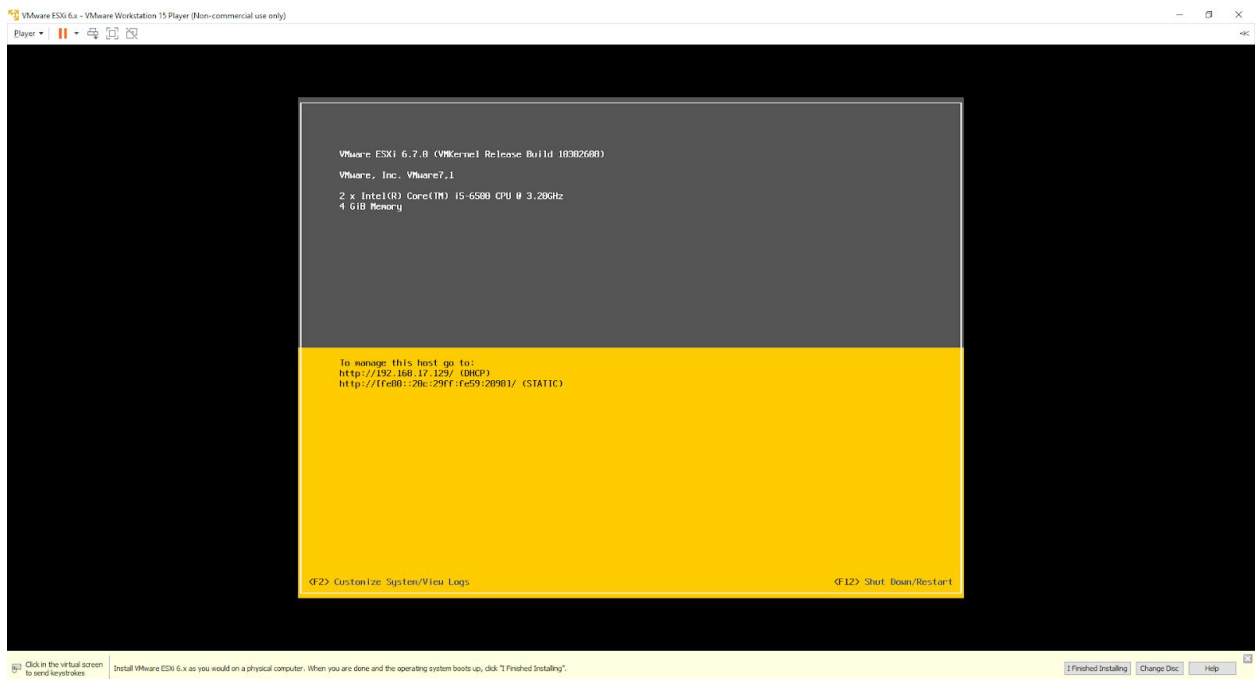 VMware ESXi 6.x - VMware Workstation 15 Player (Non-commercial use only)
Player
VMware ESXi 6.7.0 (VMKernel Release Build 10302608)
VMware, Inc. VMware7,1
2 x Intel(R) Core(TM) i5-6500 CPU @ 3.20GHz
4 GiB Memory
To manage this host go to:
http://192.168.17.129/ (DHCP)
http://[fe80::20c:29ff:fe59:2098]/ (STATIC)
<F2> Customize System/View Logs
<F12> Shut Down/Restart
Click in the virtual screen
to send keystrokes
Install VMware ESXi 6.x as you would on a physical computer. When you are done and the operating system boots up, click "I Finished Installing".
I Finished Installing
Change Disc
Help